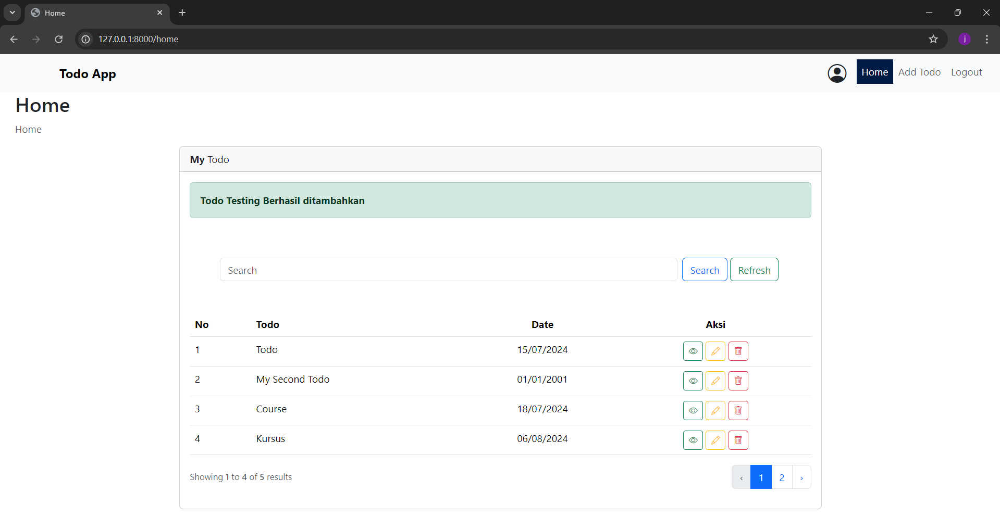 Home
127.0.0.1:8000/home
j
Todo App
Home Add Todo Logout
Home
Home
My Todo
Todo Testing Berhasil ditambahkan
Search Search Refresh
No Todo Date Aksi
1 Todo 15/07/2024
2 My Second Todo 01/01/2001
3 Course 18/07/2024
4 Kursus 06/08/2024
Showing 1 to 4 of 5 results ‹ 1 2 ›